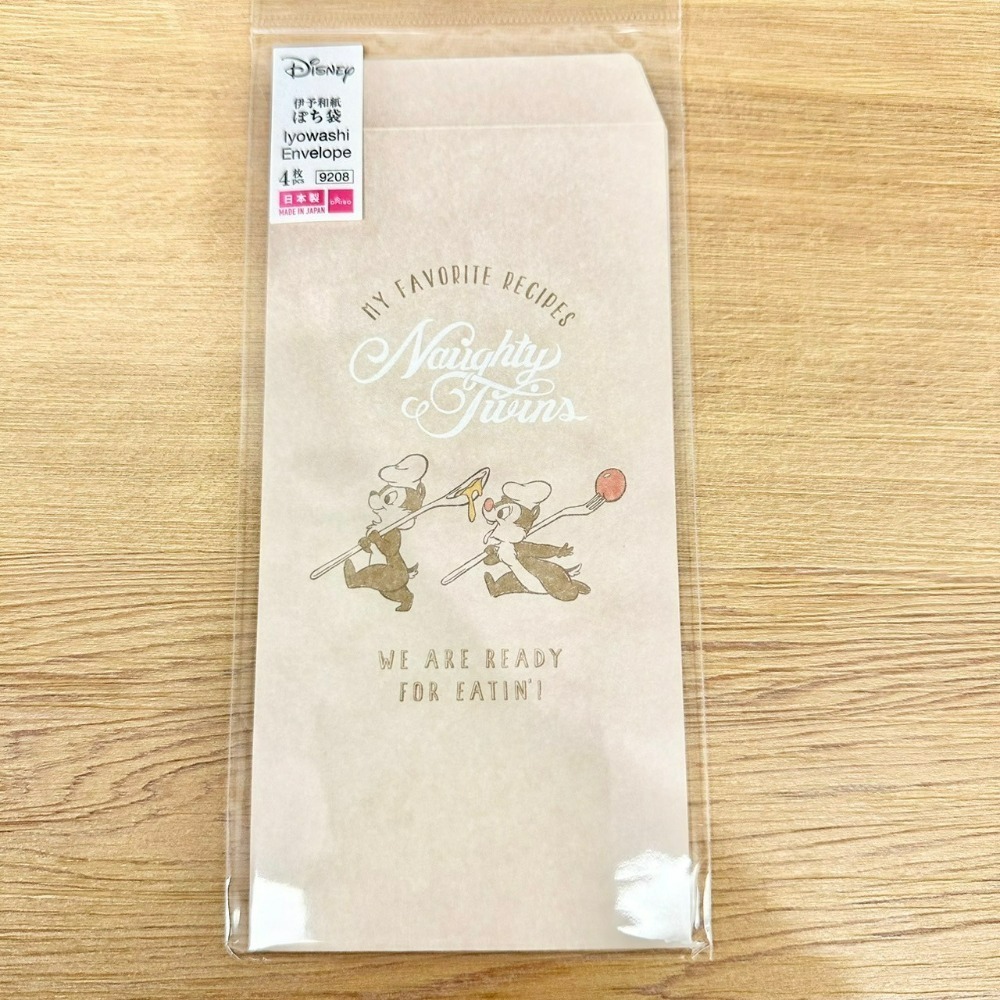 Disney
伊予和紙
ぽち袋
Iyowashi
Envelope
4枚 pcs 9208
日本製 DAISO
MADE IN JAPAN
MY FAVORITE RECIPES
Naughty
Twins
WE ARE READY
FOR EATIN'!